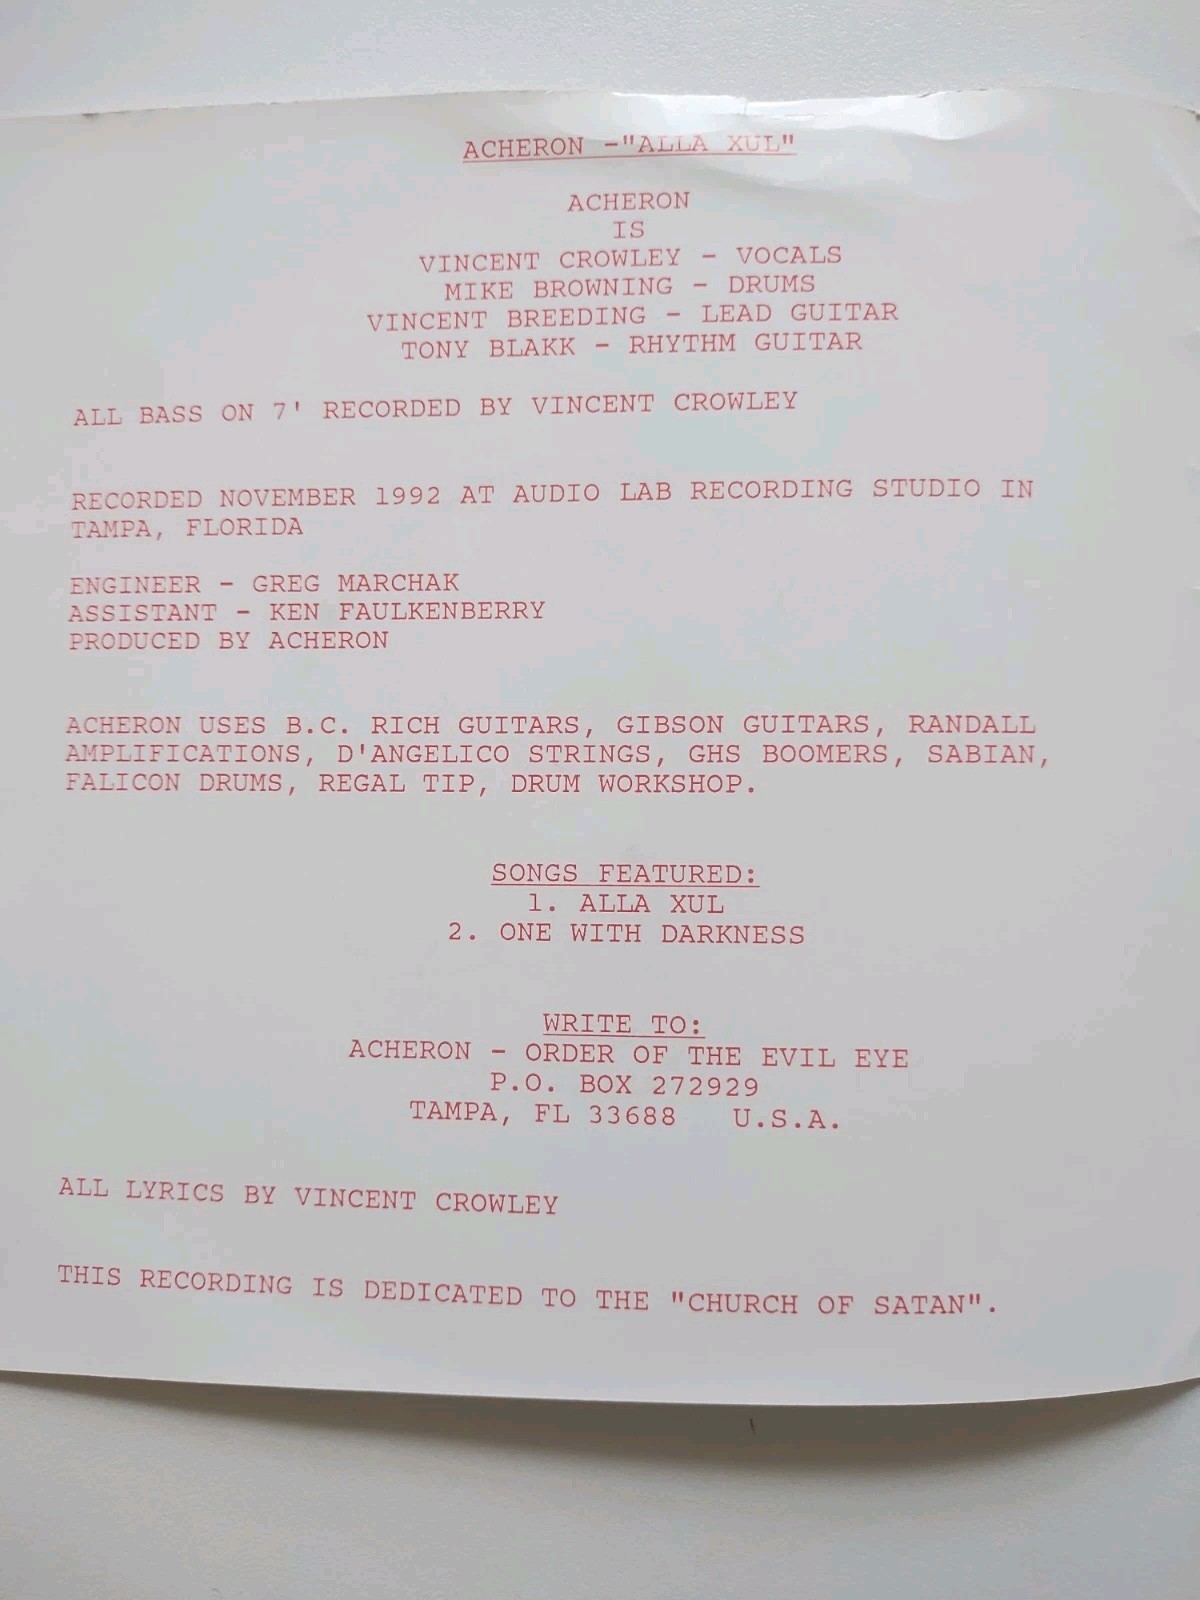 ACHERON -"ALLA XUL"
ACHERON
IS
VINCENT CROWLEY - VOCALS
MIKE BROWNING - DRUMS
VINCENT BREEDING - LEAD GUITAR
TONY BLAKK - RHYTHM GUITAR
ALL BASS ON 7' RECORDED BY VINCENT CROWLEY
RECORDED NOVEMBER 1992 AT AUDIO LAB RECORDING STUDIO IN
TAMPA, FLORIDA
ENGINEER - GREG MARCHAK
ASSISTANT - KEN FAULKENBERRY
PRODUCED BY ACHERON
ACHERON USES B.C. RICH GUITARS, GIBSON GUITARS, RANDALL
AMPLIFICATIONS, D'ANGELICO STRINGS, GHS BOOMERS, SABIAN,
FALICON DRUMS, REGAL TIP, DRUM WORKSHOP.
SONGS FEATURED:
1. ALLA XUL
2. ONE WITH DARKNESS
WRITE TO:
ACHERON - ORDER OF THE EVIL EYE
P.O. BOX 272929
TAMPA, FL 33688 U.S.A.
ALL LYRICS BY VINCENT CROWLEY
THIS RECORDING IS DEDICATED TO THE "CHURCH OF SATAN".